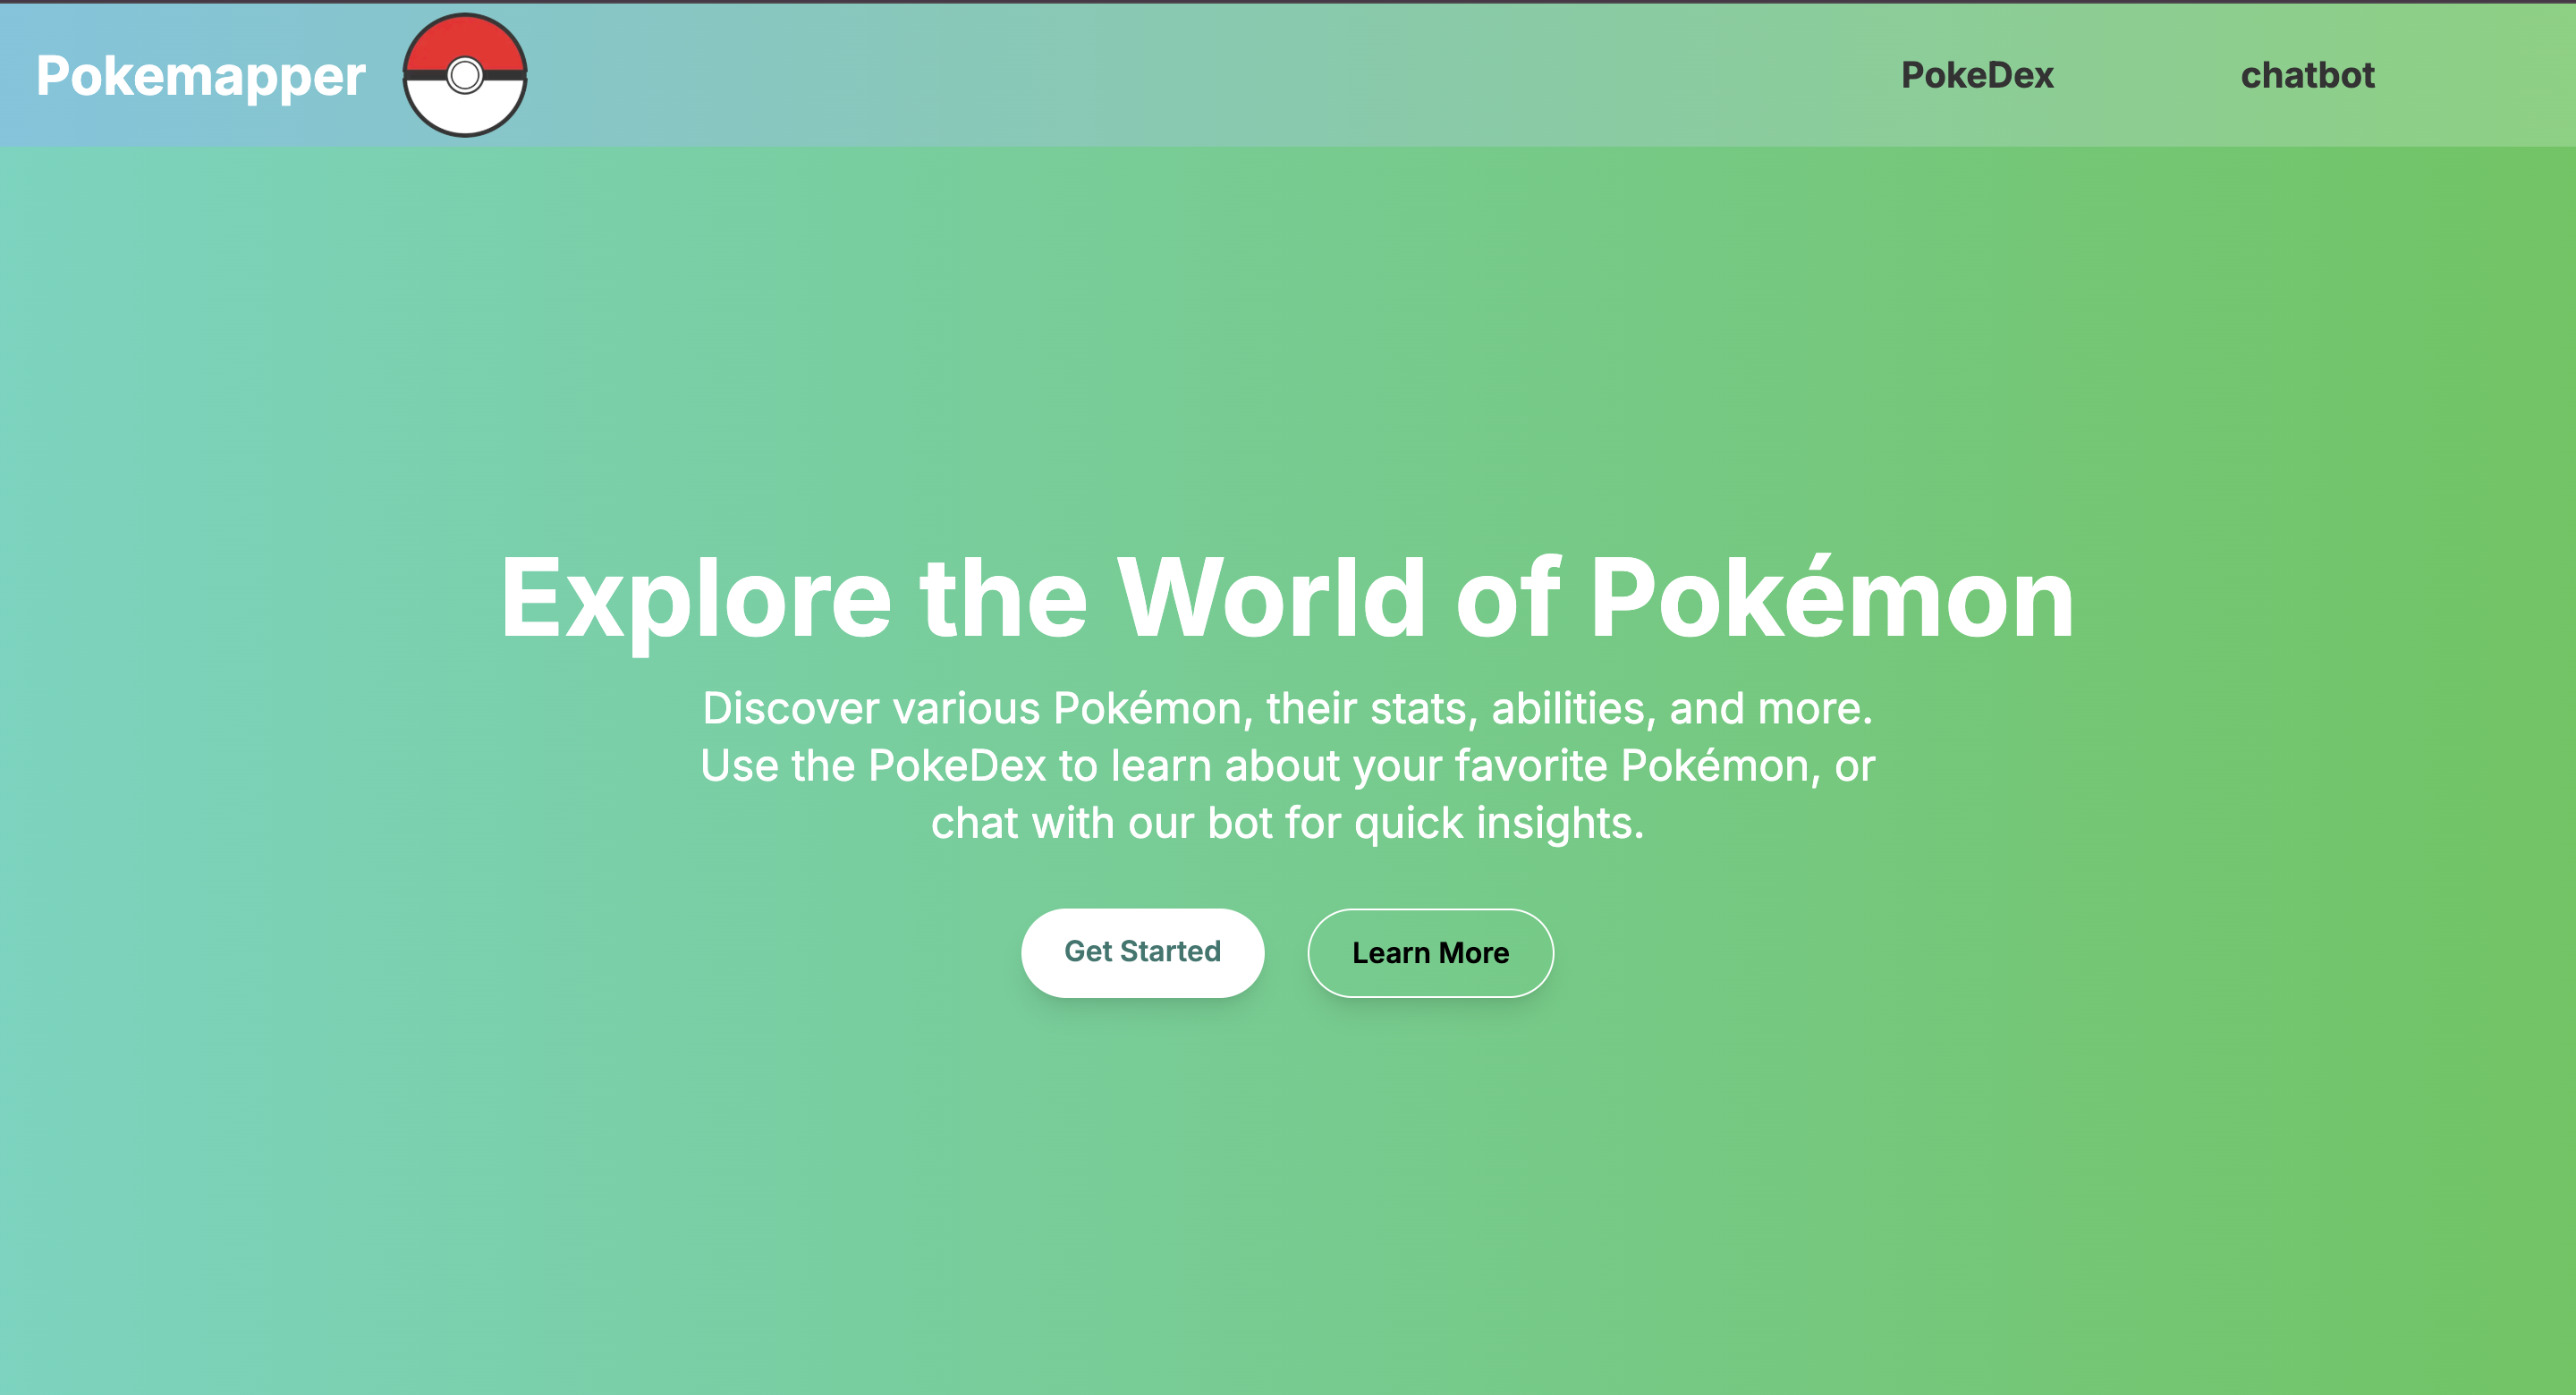 Pokemapper
PokeDex
chatbot
Explore the World of Pokémon
Discover various Pokémon, their stats, abilities, and more.
Use the PokeDex to learn about your favorite Pokémon, or
chat with our bot for quick insights.
Get Started
Learn More